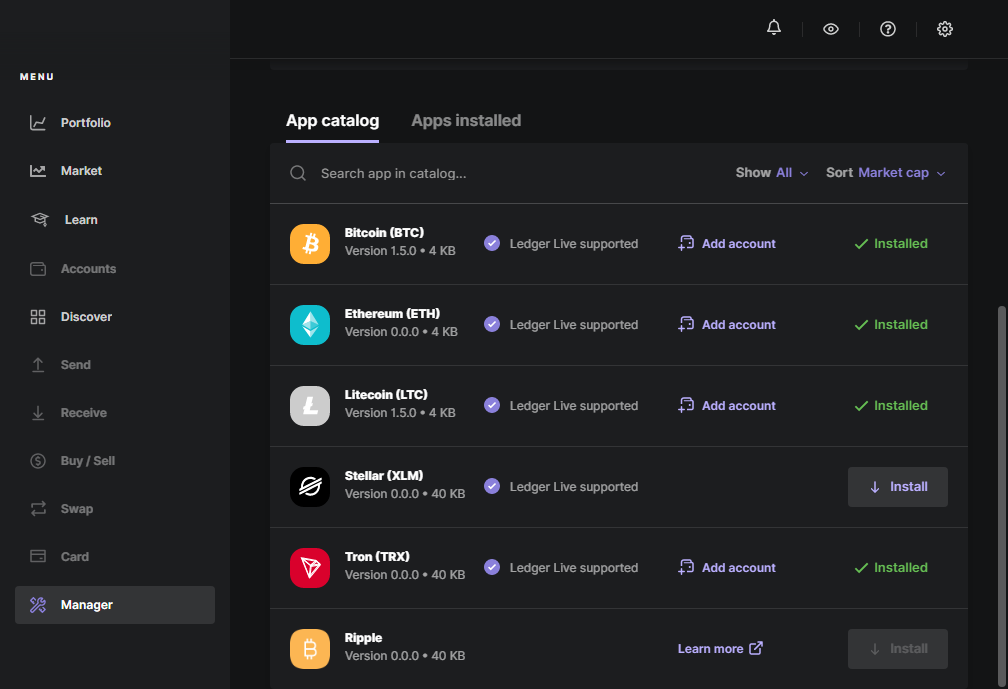 MENU
Portfolio
Market
Learn
Accounts
Discover
Send
Receive
Buy / Sell
Swap
Card
Manager
App catalog Apps installed
Search app in catalog... Show All Sort Market cap
Bitcoin (BTC)
Version 1.5.0 • 4 KB Ledger Live supported Add account Installed
Ethereum (ETH)
Version 0.0.0 • 4 KB Ledger Live supported Add account Installed
Litecoin (LTC)
Version 1.5.0 • 4 KB Ledger Live supported Add account Installed
Stellar (XLM)
Version 0.0.0 • 40 KB Ledger Live supported Install
Tron (TRX)
Version 0.0.0 • 40 KB Ledger Live supported Add account Installed
Ripple
Version 0.0.0 • 40 KB Learn more Install